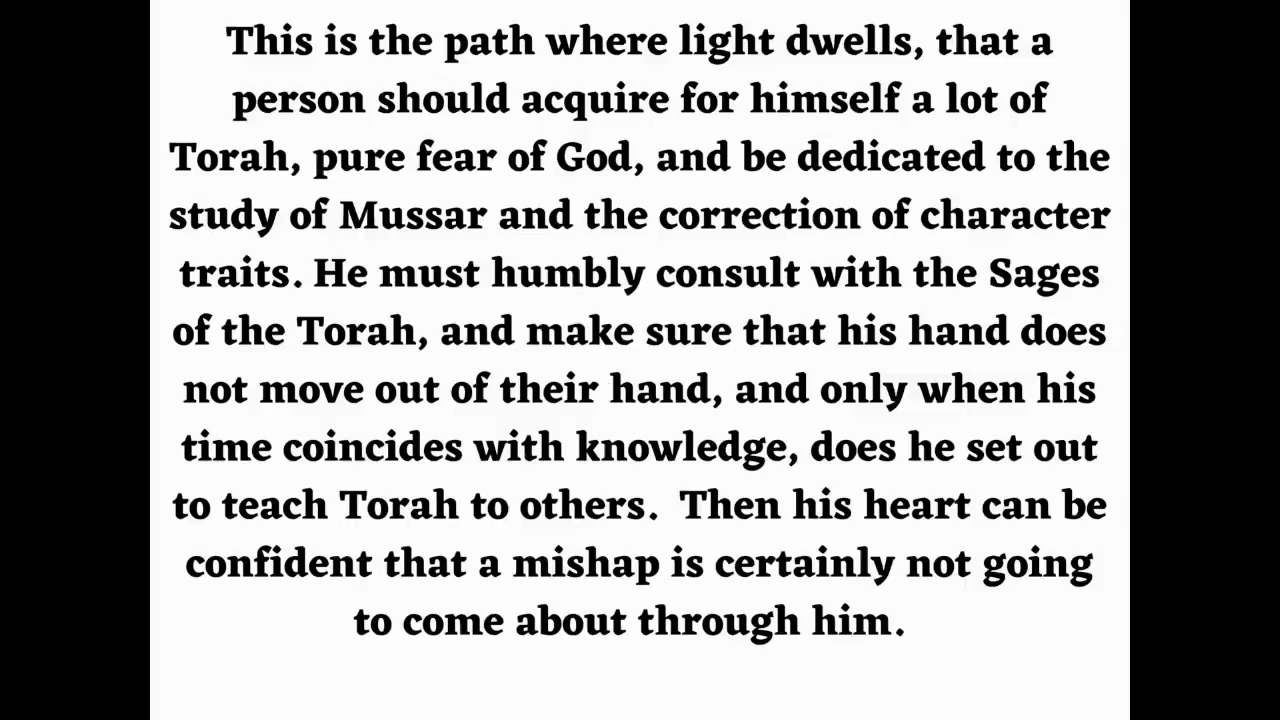 This is the path where light dwells, that a
person should acquire for himself a lot of
Torah, pure fear of God, and be dedicated to the
study of Mussar and the correction of character
traits. He must humbly consult with the Sages
of the Torah, and make sure that his hand does
not move out of their hand, and only when his
time coincides with knowledge, does he set out
to teach Torah to others.  Then his heart can be
confident that a mishap is certainly not going
to come about through him.